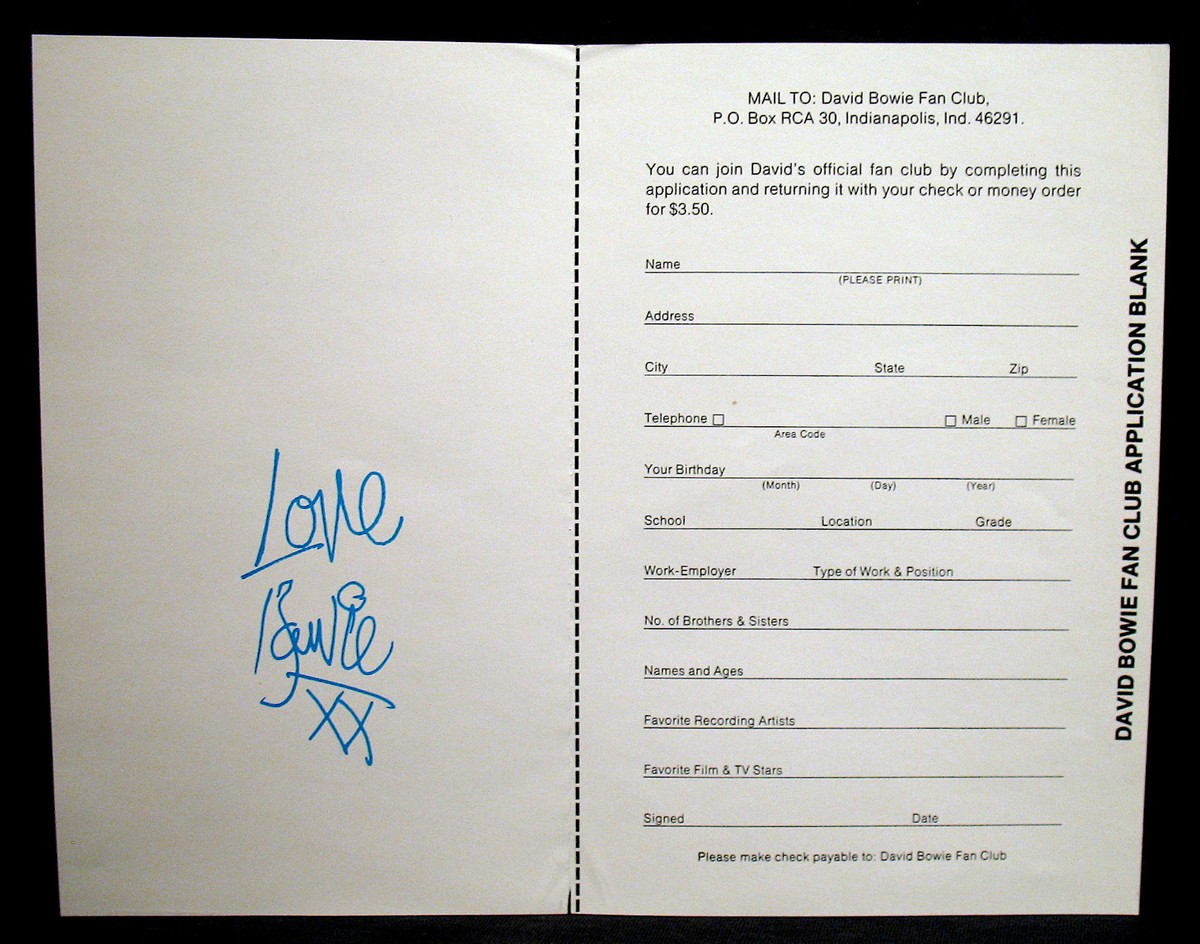 Love
Bowie
XX
MAIL TO: David Bowie Fan Club,
P.O. Box RCA 30, Indianapolis, Ind. 46291.
You can join David's official fan club by completing this
application and returning it with your check or money order
for $3.50.
Name
(PLEASE PRINT)
Address
City State Zip
Telephone ☐ ☐ Male ☐ Female
Area Code
Your Birthday
(Month) (Day) (Year)
School Location Grade
Work-Employer Type of Work & Position
No. of Brothers & Sisters
Names and Ages
Favorite Recording Artists
Favorite Film & TV Stars
Signed Date
Please make check payable to: David Bowie Fan Club
DAVID BOWIE FAN CLUB APPLICATION BLANK